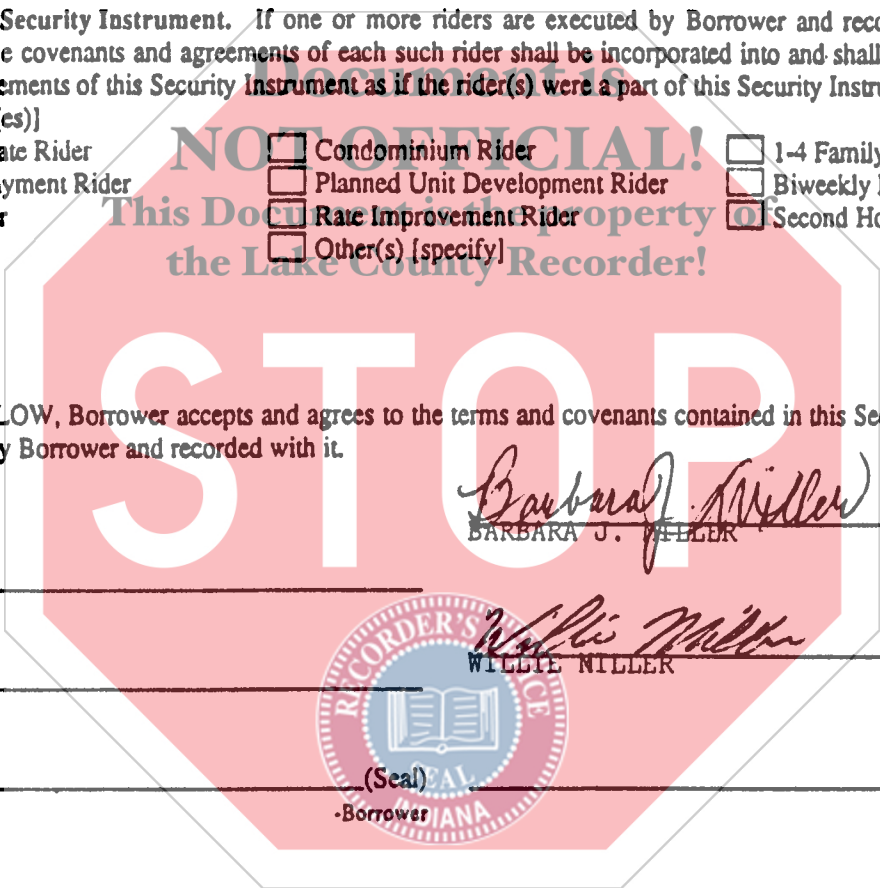 Security Instrument. If one or more riders are executed by Borrower and reco
e covenants and agreements of each such rider shall be incorporated into and shall
ements of this Security Instrument as if the rider(s) were a part of this Security Instru
es)]
Document is
NOT OFFICIAL!
This Document is the property of
the Lake County Recorder!
ate Rider Condominium Rider 1-4 Family
yment Rider Planned Unit Development Rider Biweekly
r Rate Improvement Rider Second Ho
Other(s) [specify]
STOP
LOW, Borrower accepts and agrees to the terms and covenants contained in this Se
y Borrower and recorded with it.
Barbara J. Miller
BARBARA J. MILLER
Willie Miller
WILLIE MILLER
RECORDER'S OFFICE
SEAL
INDIANA
(Seal)
-Borrower